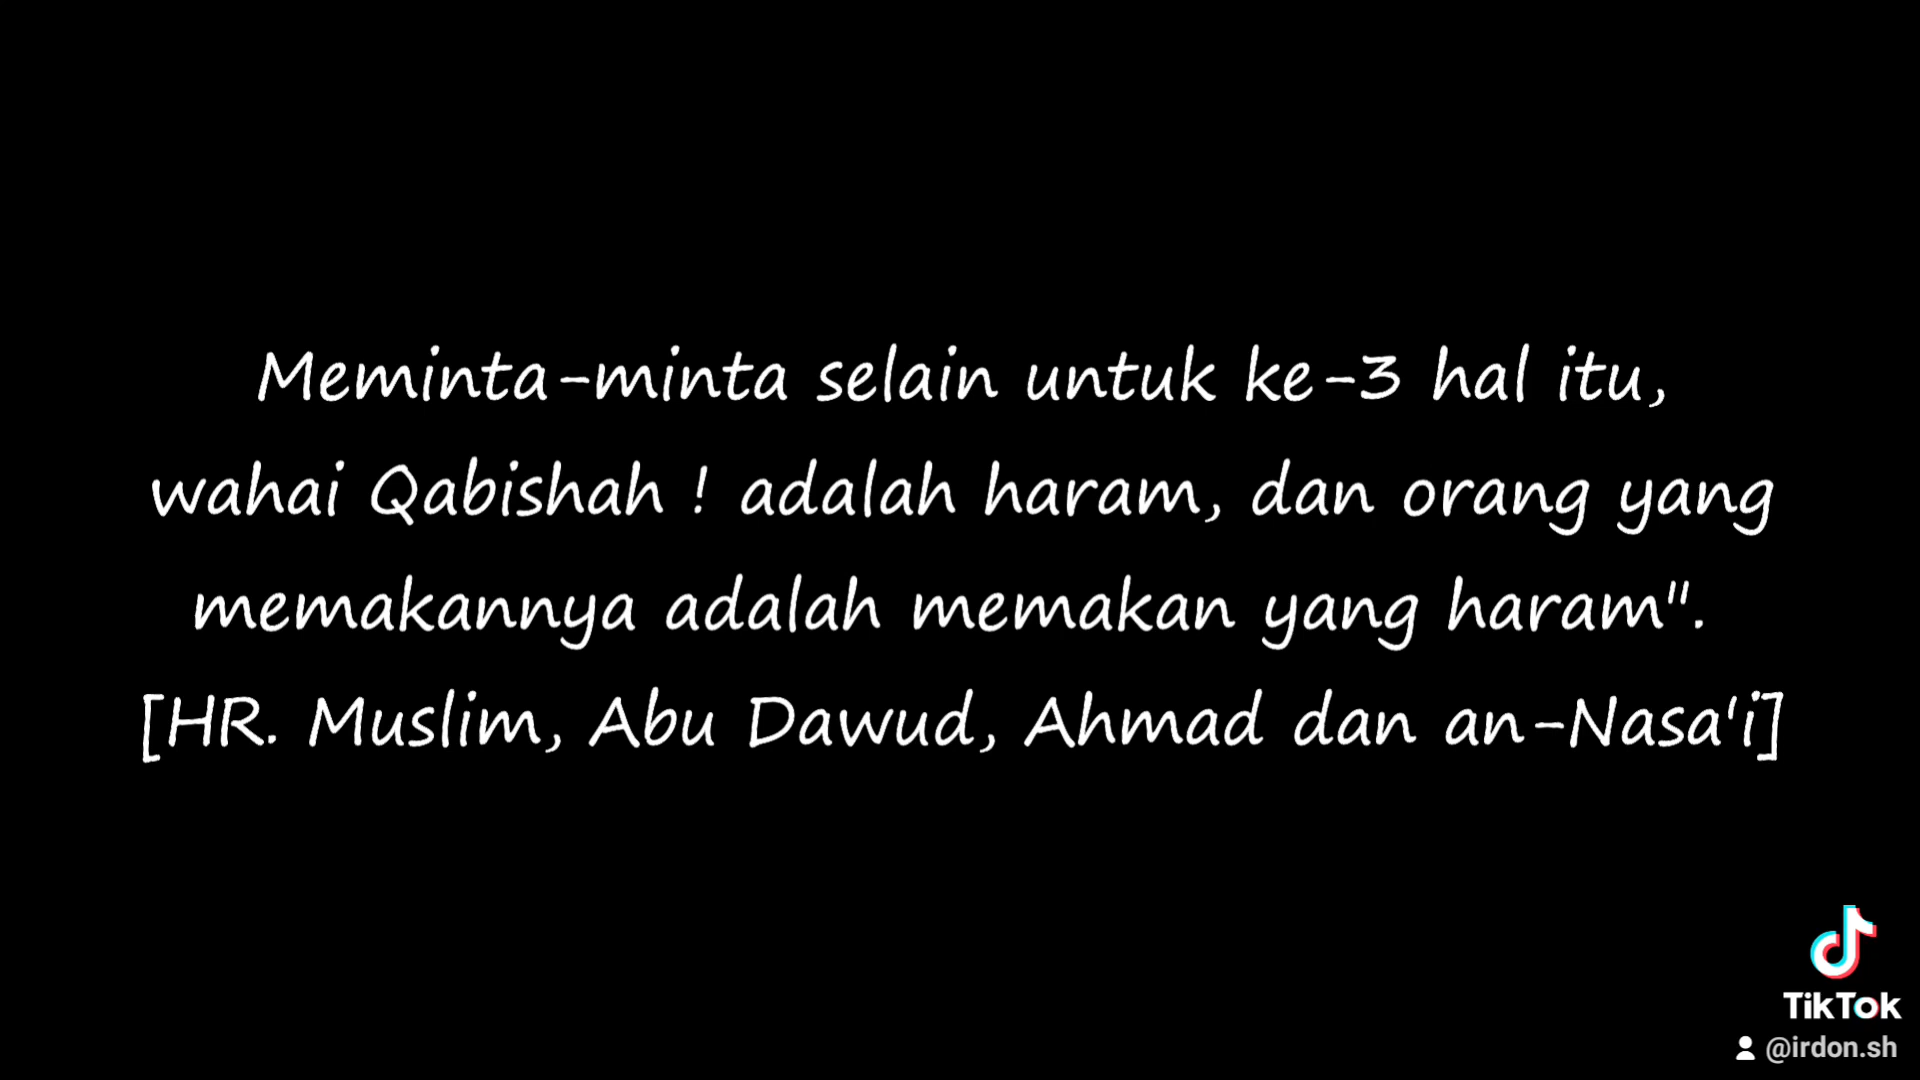 Meminta-minta selain untuk ke-3 hal itu,
wahai Qabishah ! adalah haram, dan orang yang
memakannya adalah memakan yang haram".
[HR. Muslim, Abu Dawud, Ahmad dan an-Nasa'i]
TikTok
@irdon.sh